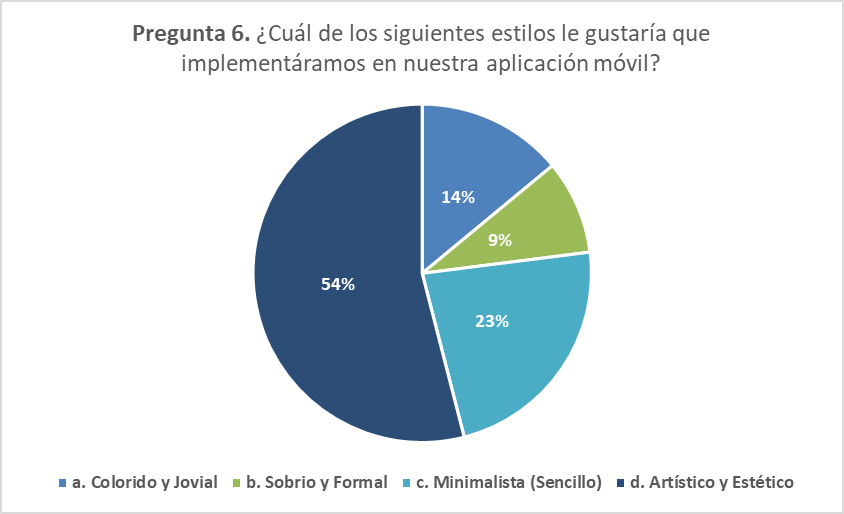 Pregunta 6. ¿Cuál de los siguientes estilos le gustaría que
implementáramos en nuestra aplicación móvil?
14%
9%
54%
23%
a. Colorido y Jovial b. Sobrio y Formal c. Minimalista (Sencillo) d. Artístico y Estético